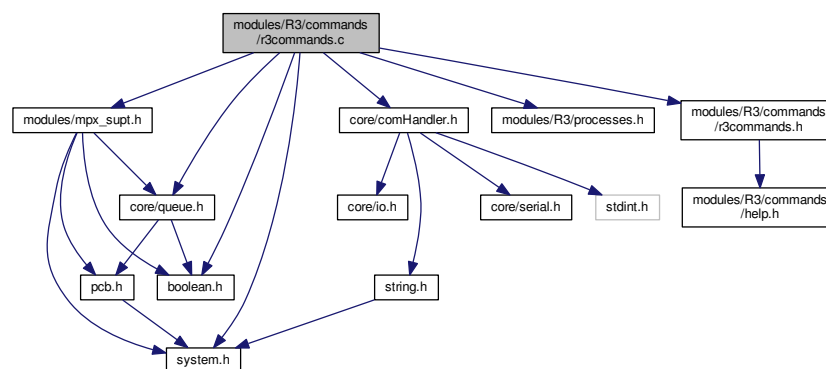 modules/R3/commands
/r3commands.c
modules/mpx_supt.h
core/comHandler.h
modules/R3/processes.h
modules/R3/commands
/r3commands.h
core/queue.h
core/io.h
core/serial.h
stdint.h
modules/R3/commands
/help.h
pcb.h
boolean.h
string.h
system.h